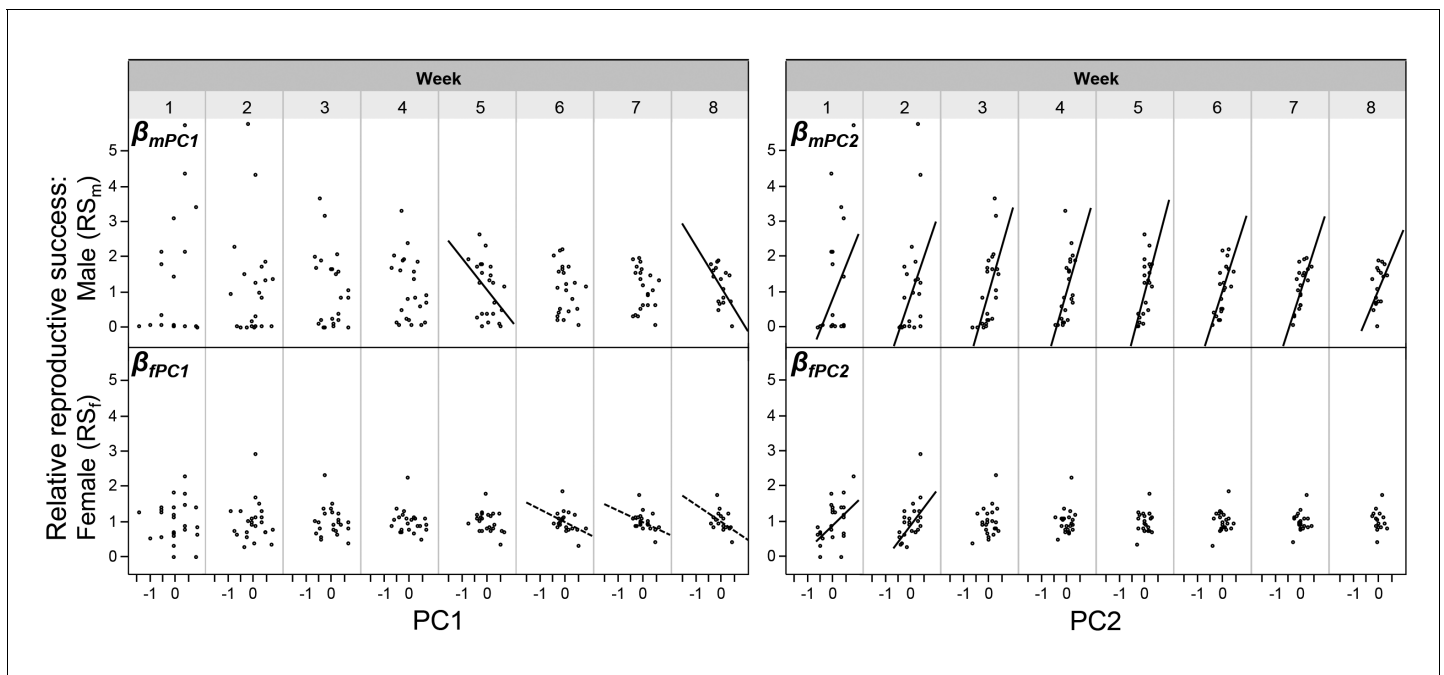 Week Week
1 2 3 4 5 6 7 8 1 2 3 4 5 6 7 8
βmPC1 βmPC2
5 5
4 4
3 3
2 2
1 1
0 0
βfPC1 βfPC2
5 5
4 4
3 3
2 2
1 1
0 0
Relative reproductive success:
Female (RSf) Male (RSm)
-1 0 -1 0 -1 0 -1 0 -1 0 -1 0 -1 0 -1 0 -1 0 -1 0 -1 0 -1 0 -1 0 -1 0 -1 0 -1 0
PC1 PC2